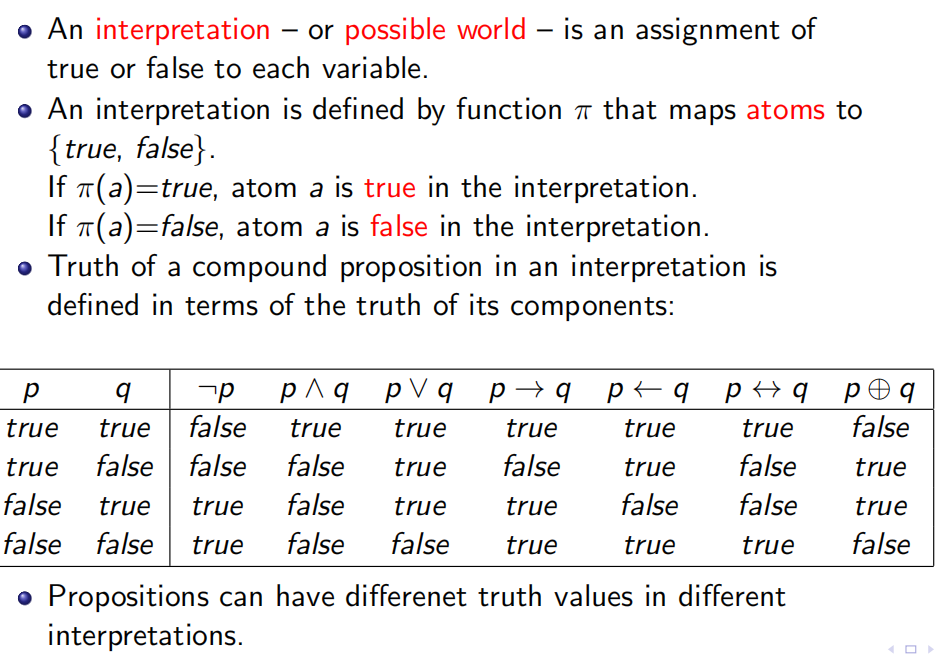 An interpretation – or possible world – is an assignment of
true or false to each variable.
An interpretation is defined by function π that maps atoms to
{true, false}.
If π(a)=true, atom a is true in the interpretation.
If π(a)=false, atom a is false in the interpretation.
Truth of a compound proposition in an interpretation is
defined in terms of the truth of its components:
p q ¬p p ∧ q p ∨ q p → q p ← q p ↔ q p ⊕ q
true true false true true true true true false
true false false false true false true false true
false true true false true true false false true
false false true false false true true true false
Propositions can have differenet truth values in different
interpretations.